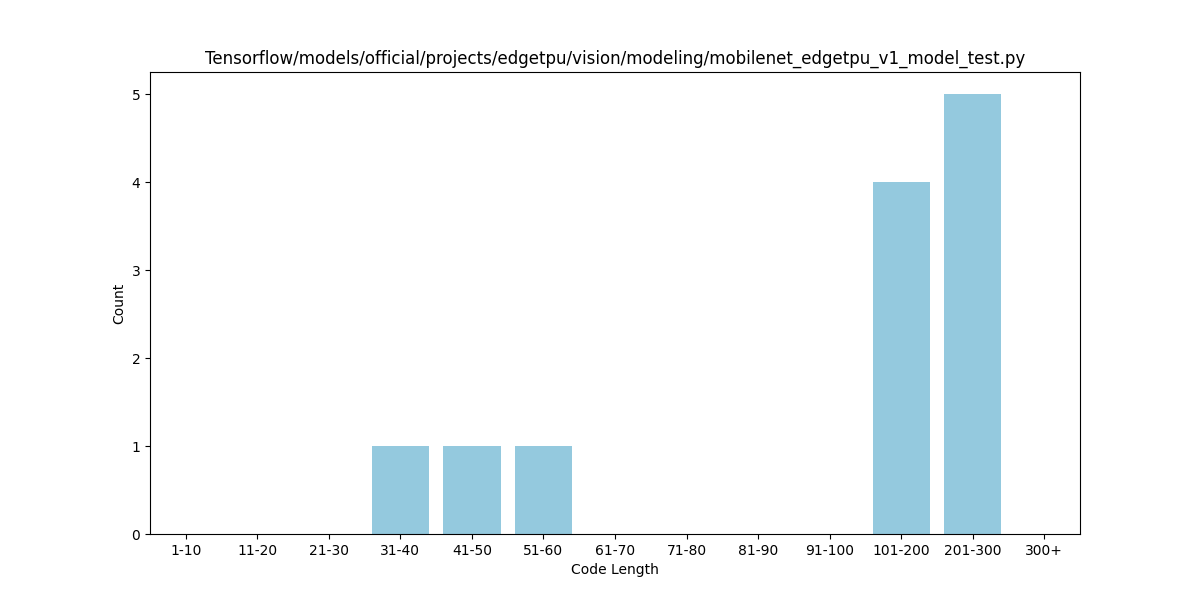 Tensorflow/models/official/projects/edgetpu/vision/modeling/mobilenet_edgetpu_v1_model_test.py
5
4
3
2
1
0
Count
1-10 11-20 21-30 31-40 41-50 51-60 61-70 71-80 81-90 91-100 101-200 201-300 300+
Code Length